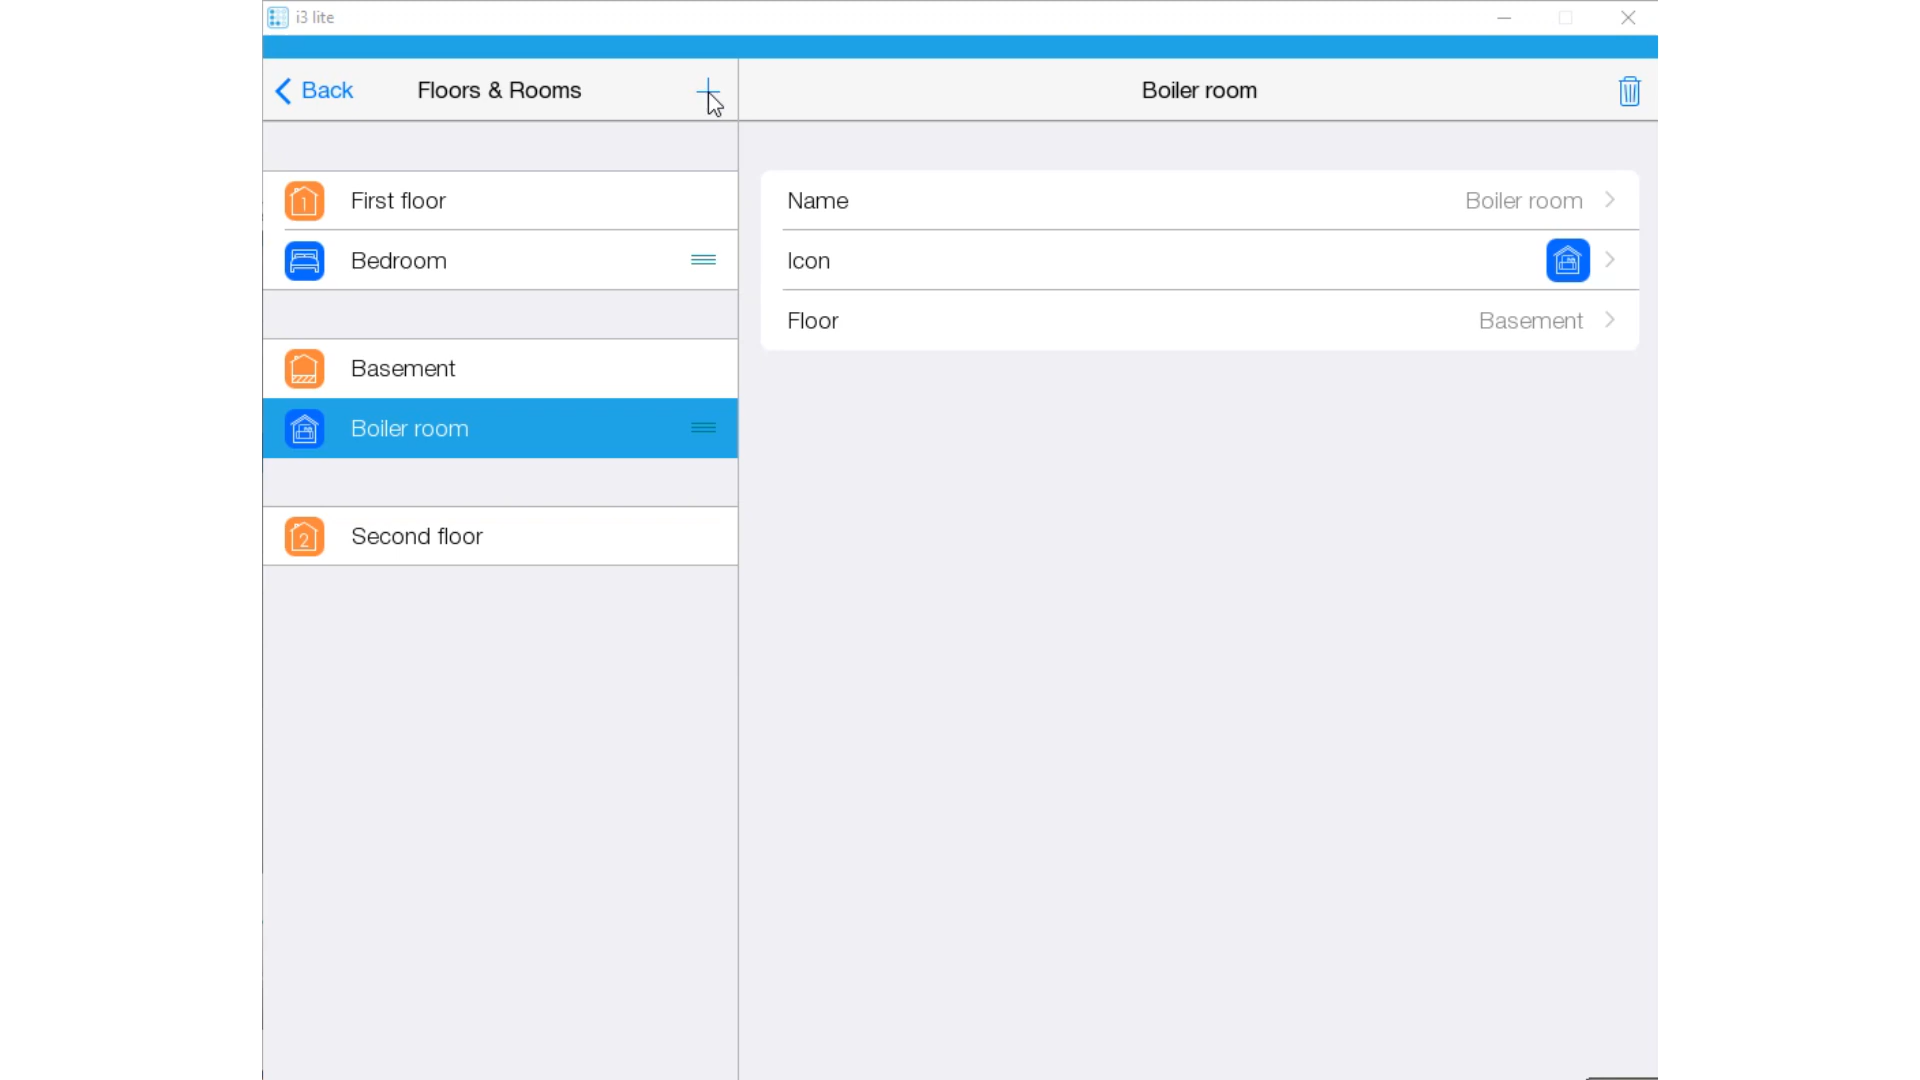 i3 lite
Back
Floors & Rooms
Boiler room
First floor
Bedroom
Basement
Boiler room
Second floor
Name
Boiler room
Icon
Floor
Basement